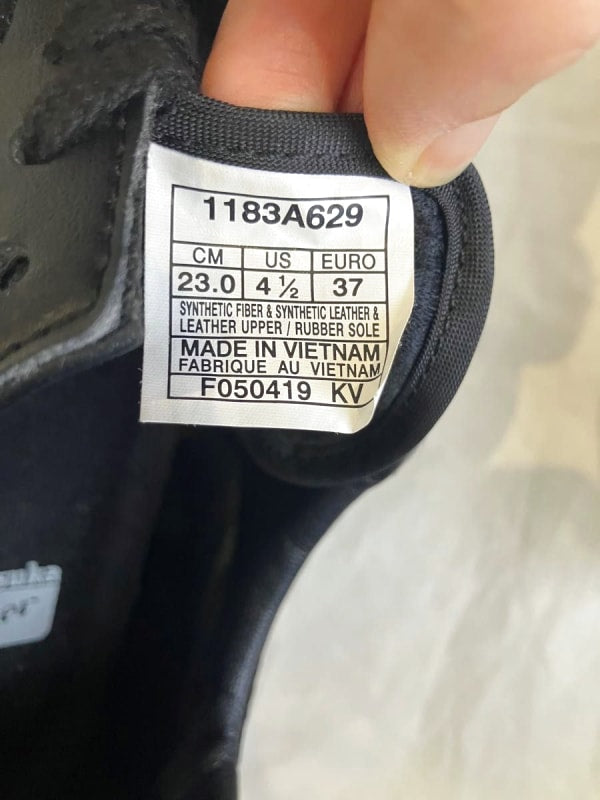 1183A629
CM US EURO
23.0 4 ½ 37
SYNTHETIC FIBER & SYNTHETIC LEATHER &
LEATHER UPPER / RUBBER SOLE
MADE IN VIETNAM
FABRIQUE AU VIETNAM
F050419 KV